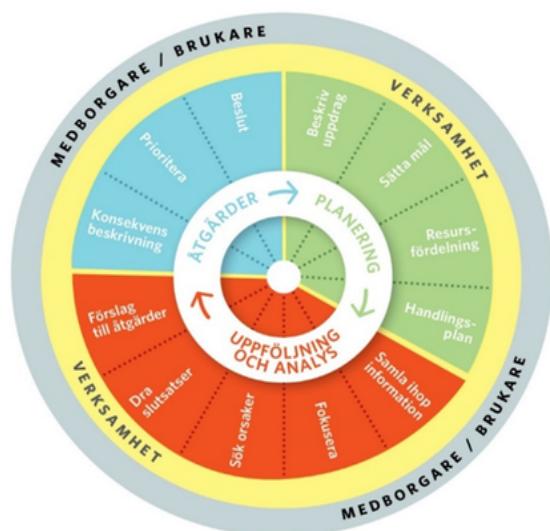 MEDBORGARE / BRUKARE
VERKSAMHET
Beslut
Prioritera
Konsekvens
beskrivning
Beskriv
uppdrag
Sätta mål
Resurs-
fördelning
Handlings-
plan
ÅTGÄRDER
PLANERING
UPPFÖLJNING
OCH ANALYS
Förslag
till åtgärder
Dra
slutsatser
Sök orsaker
Fokusera
Samla ihop
information
VERKSAMHET
MEDBORGARE / BRUKARE